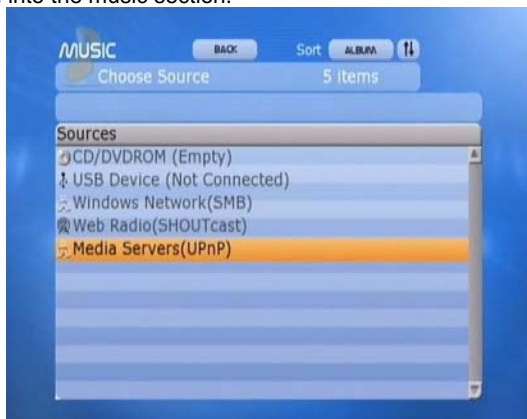 into the music section.
MUSIC BACK Sort ALBUM
Choose Source 5 items
Sources
CD/DVDROM (Empty)
USB Device (Not Connected)
Windows Network(SMB)
Web Radio(SHOUTcast)
Media Servers(UPnP)